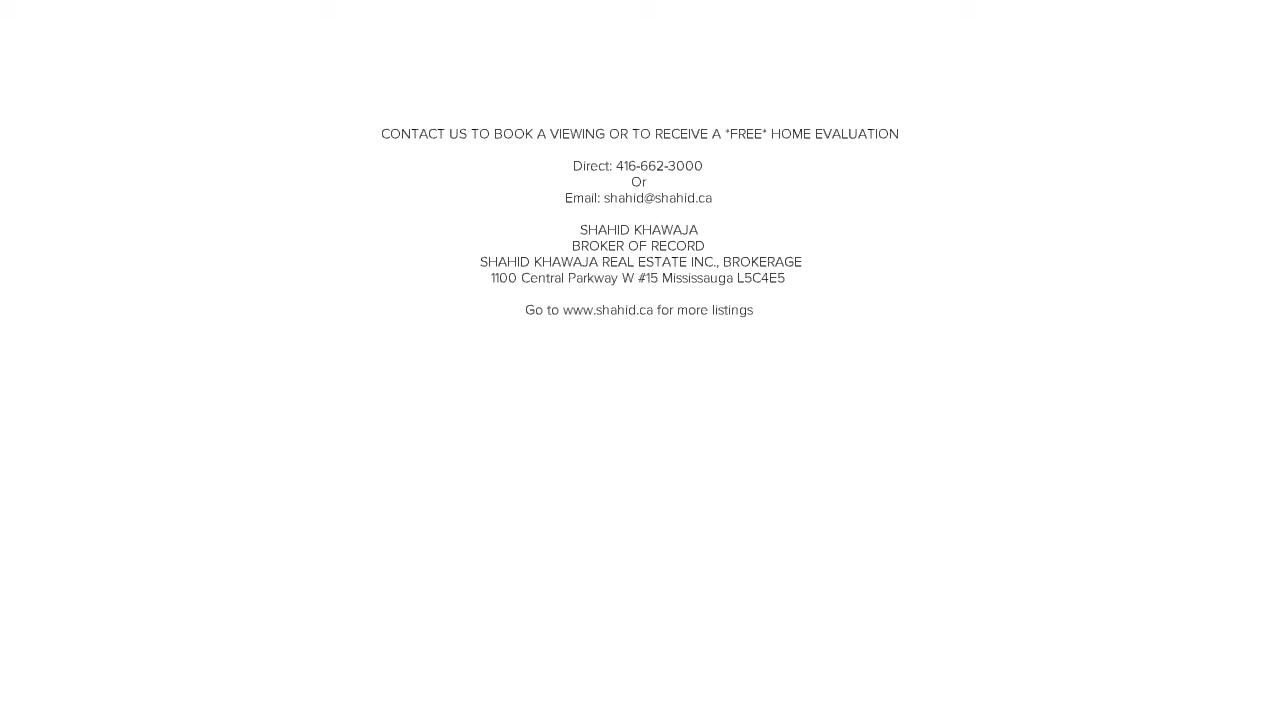 CONTACT US TO BOOK A VIEWING OR TO RECEIVE A *FREE* HOME EVALUATION
Direct: 416-662-3000
Or
Email: shahid@shahid.ca
SHAHID KHAWAJA
BROKER OF RECORD
SHAHID KHAWAJA REAL ESTATE INC., BROKERAGE
1100 Central Parkway W #15 Mississauga L5C4E5
Go to www.shahid.ca for more listings